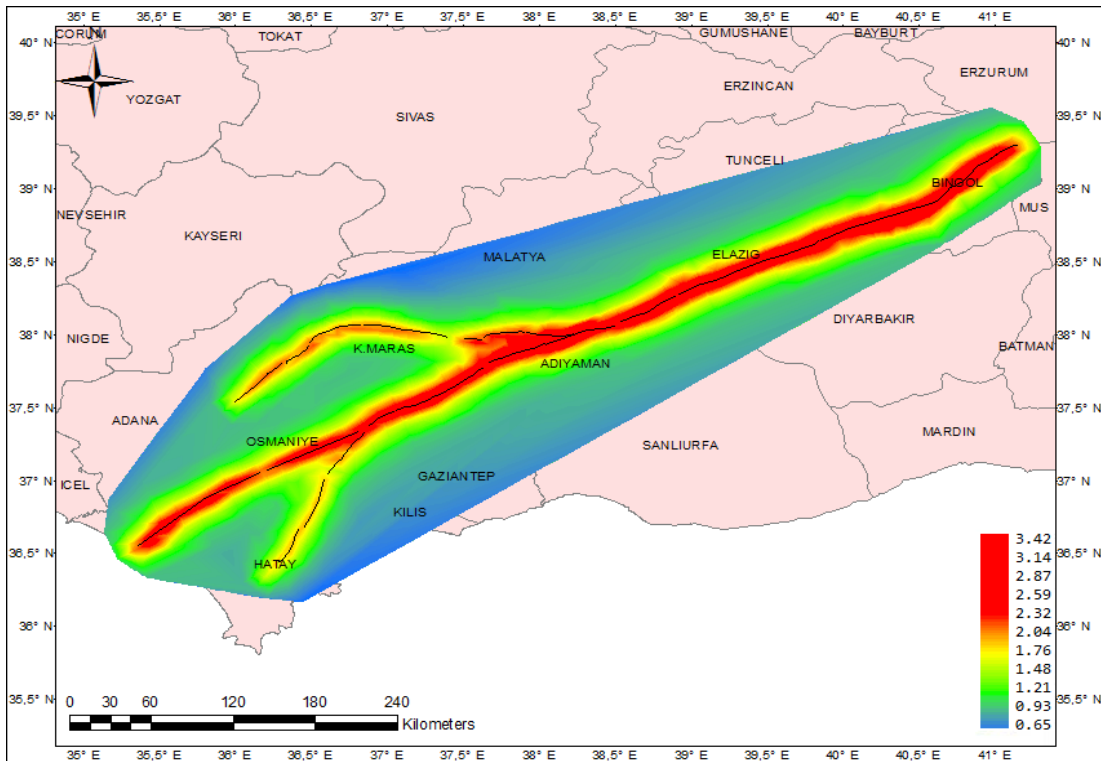 35° E 35,5° E 36° E 36,5° E 37° E 37,5° E 38° E 38,5° E 39° E 39,5° E 40° E 40,5° E 41° E
CORUM
TOKAT
GUMUSHANE
BAYBURT
40° N
40° N
N
ERZURUM
YOZGAT
ERZINCAN
39,5° N
SIVAS
39,5° N
TUNCELI
BINGOL
39° N
39° N
NEVSEHIR
MUS
KAYSERI
MALATYA
ELAZIG
38,5° N
38,5° N
DIYARBAKIR
NIGDE
38° N
K.MARAS
BATMAN
38° N
ADIYAMAN
37,5° N
37,5° N
ADANA
OSMANIYE
SANLIURFA
MARDIN
ICEL
37° N
GAZIANTEP
37° N
KILIS
36,5° N
HATAY
36,5° N
3.42
3.14
2.87
2.59
2.32
2.04
1.76
1.48
1.21
0.93
0.65
36° N
36° N
35,5° N
35,5° N
0 30 60 120 180 240
Kilometers
35° E 35,5° E 36° E 36,5° E 37° E 37,5° E 38° E 38,5° E 39° E 39,5° E 40° E 40,5° E 41° E